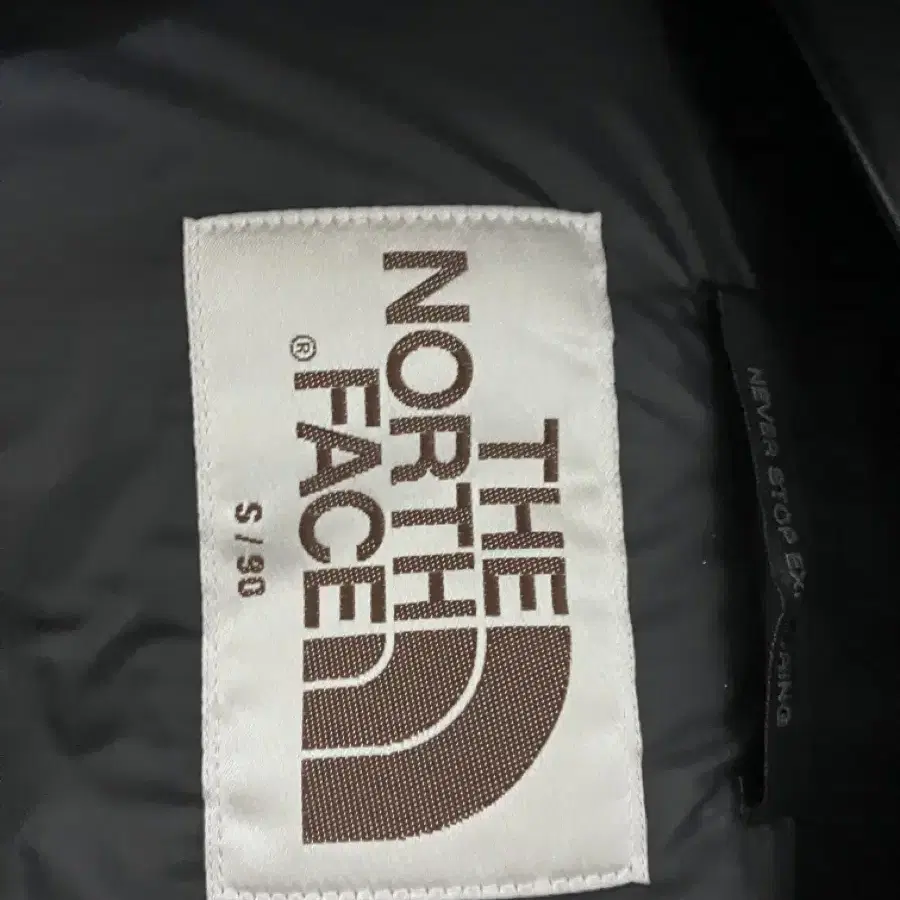 THE
NORTH
FACE®
S/90
NEVER STOP EX